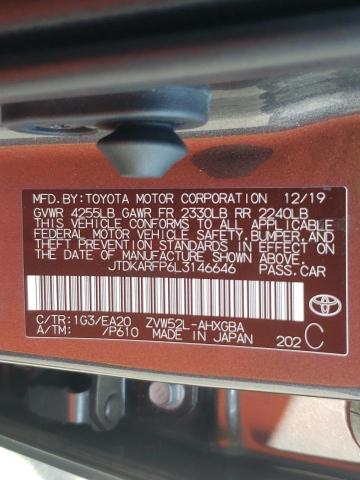 MFD.BY:TOYOTA MOTOR CORPORATION 12/19
GVWR 4255LB GAWR FR 2330LB RR 2240LB
THIS VEHICLE CONFORMS TO ALL APPLICABLE
FEDERAL MOTOR VEHICLE SAFETY,
BUMPER, AND THEFT PREVENTION
STANDARDS IN EFFECT ON THE
DATE OF MANUFACTURE SHOWN ABOVE.
JTDKARFP6L3146646 PASS.CAR
C/TR:1G3/EA20 ZVW52L-AHXGBA
A/TM: /P610 MADE IN JAPAN 202 C
TOYOTA